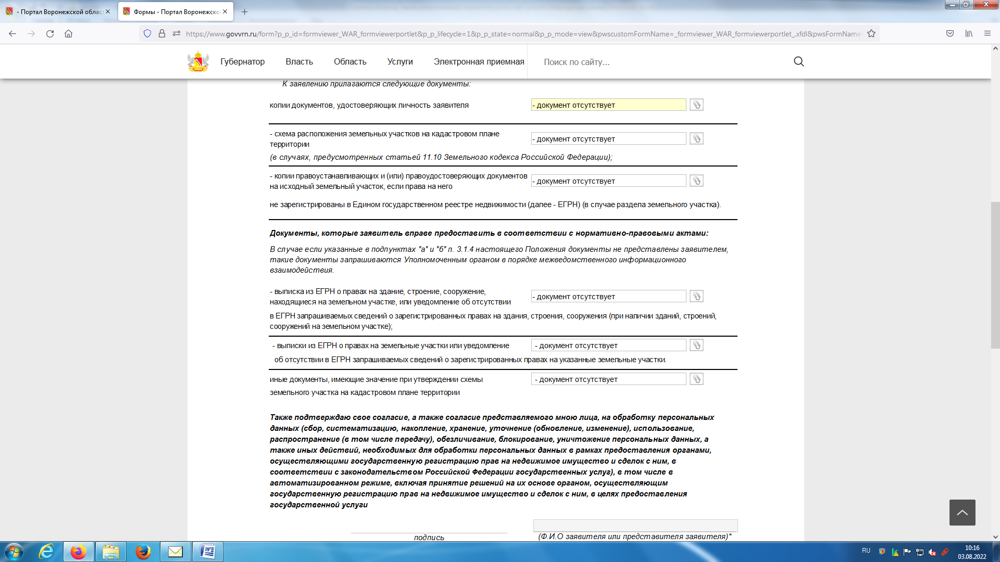 - Портал Воронежской област
Формы - Портал Воронежско
https://www.govvrn.ru/form?p_p_id=formviewer_WAR_formviewerportlet&p_p_lifecycle=1&p_p_state=normal&p_p_mode=view&pwscustomFormName=_formviewer_WAR_formviewerportlet_.xfdl&pwsFormName=
Губернатор Власть Область Услуги Электронная приемная Поиск по сайту...
К заявлению прилагаются следующие документы:
копии документов, удостоверяющих личность заявителя - документ отсутствует
- схема расположения земельных участков на кадастровом плане
территории
- документ отсутствует
(в случаях, предусмотренных статьей 11.10 Земельного кодекса Российской Федерации);
- копии правоустанавливающих и (или) правоудостоверяющих документов
на исходный земельный участок, если права на него
- документ отсутствует
не зарегистрированы в Едином государственном реестре недвижимости (далее - ЕГРН) (в случае раздела земельного участка).
Документы, которые заявитель вправе предоставить в соответствии с нормативно-правовыми актами:
В случае если указанные в подпунктах "а" и "б" п. 3.1.4 настоящего Положения документы не представлены заявителем,
такие документы запрашиваются Уполномоченным органом в порядке межведомственного информационного
взаимодействия.
- выписка из ЕГРН о правах на здание, строение, сооружение,
находящиеся на земельном участке, или уведомление об отсутствии
- документ отсутствует
в ЕГРН запрашиваемых сведений о зарегистрированных правах на здания, строения, сооружения (при наличии зданий, строений,
сооружений на земельном участке);
- выписки из ЕГРН о правах на земельные участки или уведомление - документ отсутствует
об отсутствии в ЕГРН запрашиваемых сведений о зарегистрированных правах на указанные земельные участки.
иные документы, имеющие значение при утверждении схемы - документ отсутствует
земельного участка на кадастровом плане территории
Также подтверждаю свое согласие, а также согласие представляемого мною лица, на обработку персональных
данных (сбор, систематизацию, накопление, хранение, уточнение (обновление, изменение), использование,
распространение (в том числе передачу), обезличивание, блокирование, уничтожение персональных данных, а
также иных действий, необходимых для обработки персональных данных в рамках предоставления органами,
осуществляющими государственную регистрацию прав на недвижимое имущество и сделок с ним, в
соответствии с законодательством Российской Федерации государственных услуг), в том числе в
автоматизированном режиме, включая принятие решений на их основе органом, осуществляющим
государственную регистрацию прав на недвижимое имущество и сделок с ним, в целях предоставления
государственной услуги
подпись (Ф.И.О заявителя или представителя заявителя)*
RU
10:16
03.08.2022